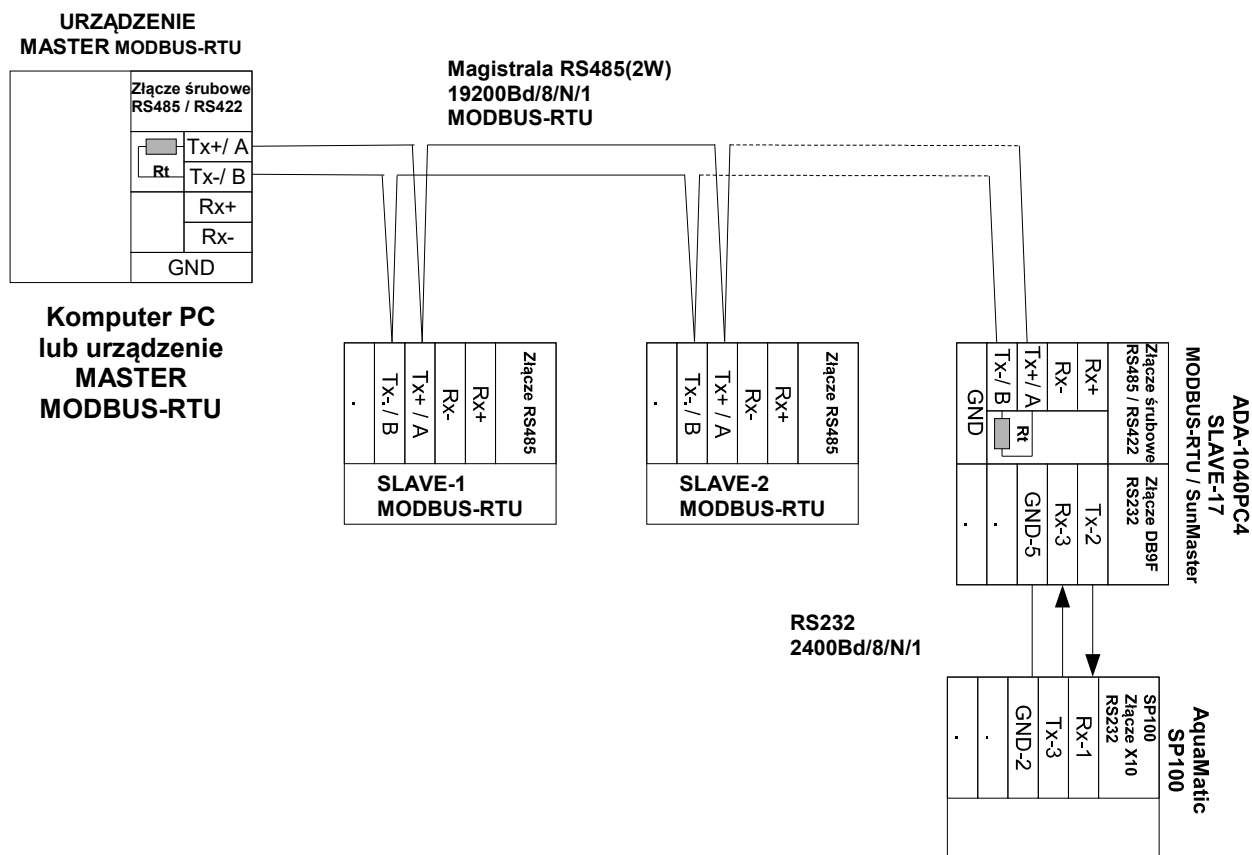 URZĄDZENIE
MASTER MODBUS-RTU
Złącze śrubowe
RS485 / RS422
Tx+/ A
Rt
Tx-/ B
Rx+
Rx-
GND
Komputer PC
lub urządzenie
MASTER
MODBUS-RTU
Magistrala RS485(2W)
19200Bd/8/N/1
MODBUS-RTU
.
Tx-./ B
Tx+ / A
Rx-
Rx+
Złącze RS485
SLAVE-1
MODBUS-RTU
.
Tx-./ B
Tx+ / A
Rx-
Rx+
Złącze RS485
SLAVE-2
MODBUS-RTU
ADA-1040PC4
SLAVE-17
MODBUS-RTU / SunMaster
Złącze śrubowe
RS485 / RS422
Rx+
Rx-
Tx+/ A
Tx-/ B
GND
Rt
Złącze DB9F
RS232
Tx-2
Rx-3
GND-5
.
.
RS232
2400Bd/8/N/1
AquaMatic
SP100
SP100
Złącze X10
RS232
Rx-1
Tx-3
GND-2
.
.